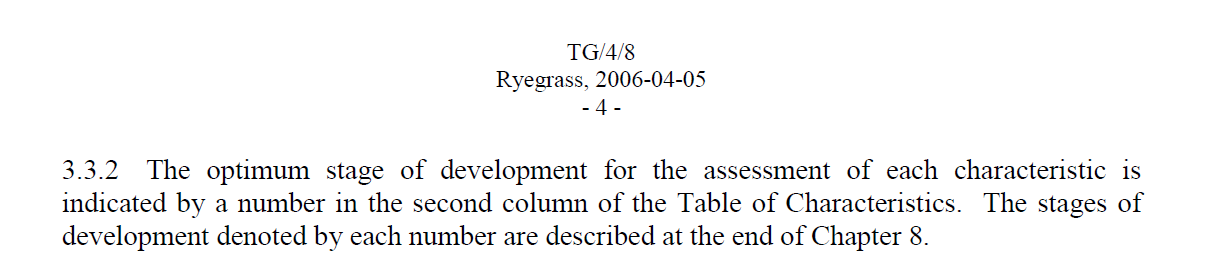 TG/4/8
Ryegrass, 2006-04-05
- 4 -
3.3.2 The optimum stage of development for the assessment of each characteristic is
indicated by a number in the second column of the Table of Characteristics. The stages of
development denoted by each number are described at the end of Chapter 8.